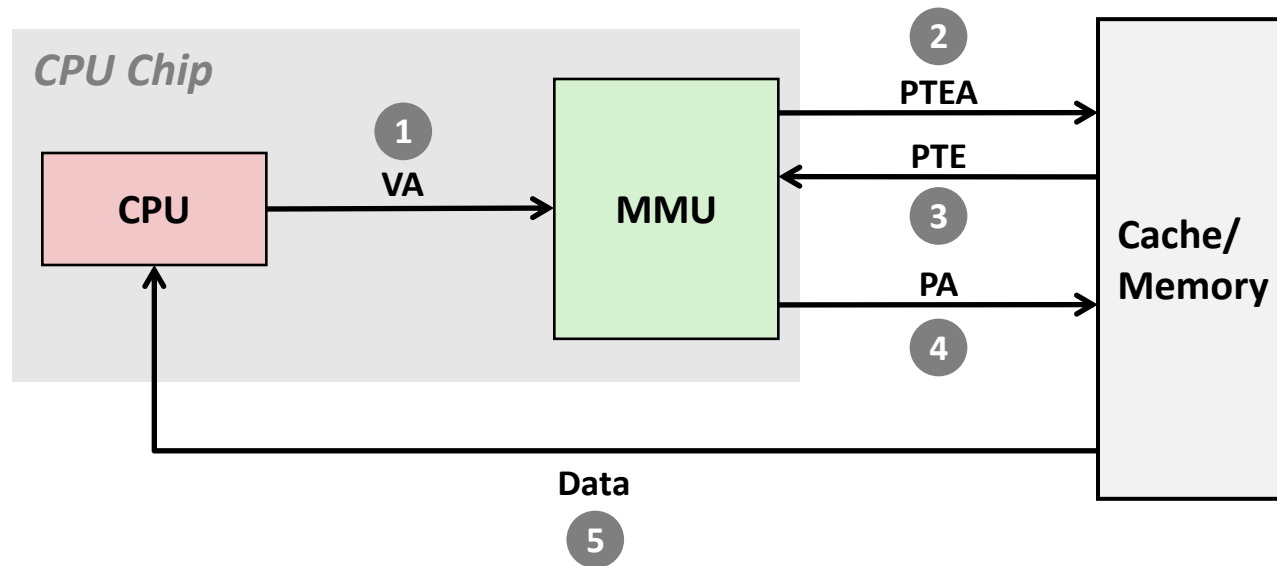 CPU Chip
2
PTEA
1
VA
PTE
CPU
MMU
3
Cache/
Memory
PA
4
Data
5